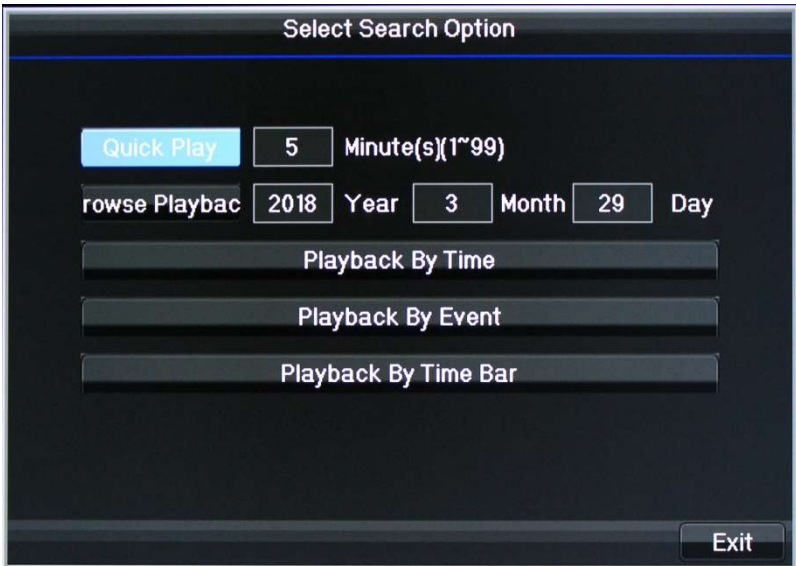 Select Search Option
Quick Play 5 Minute(s)(1~99)
rowse Playbac 2018 Year 3 Month 29 Day
Playback By Time
Playback By Event
Playback By Time Bar
Exit